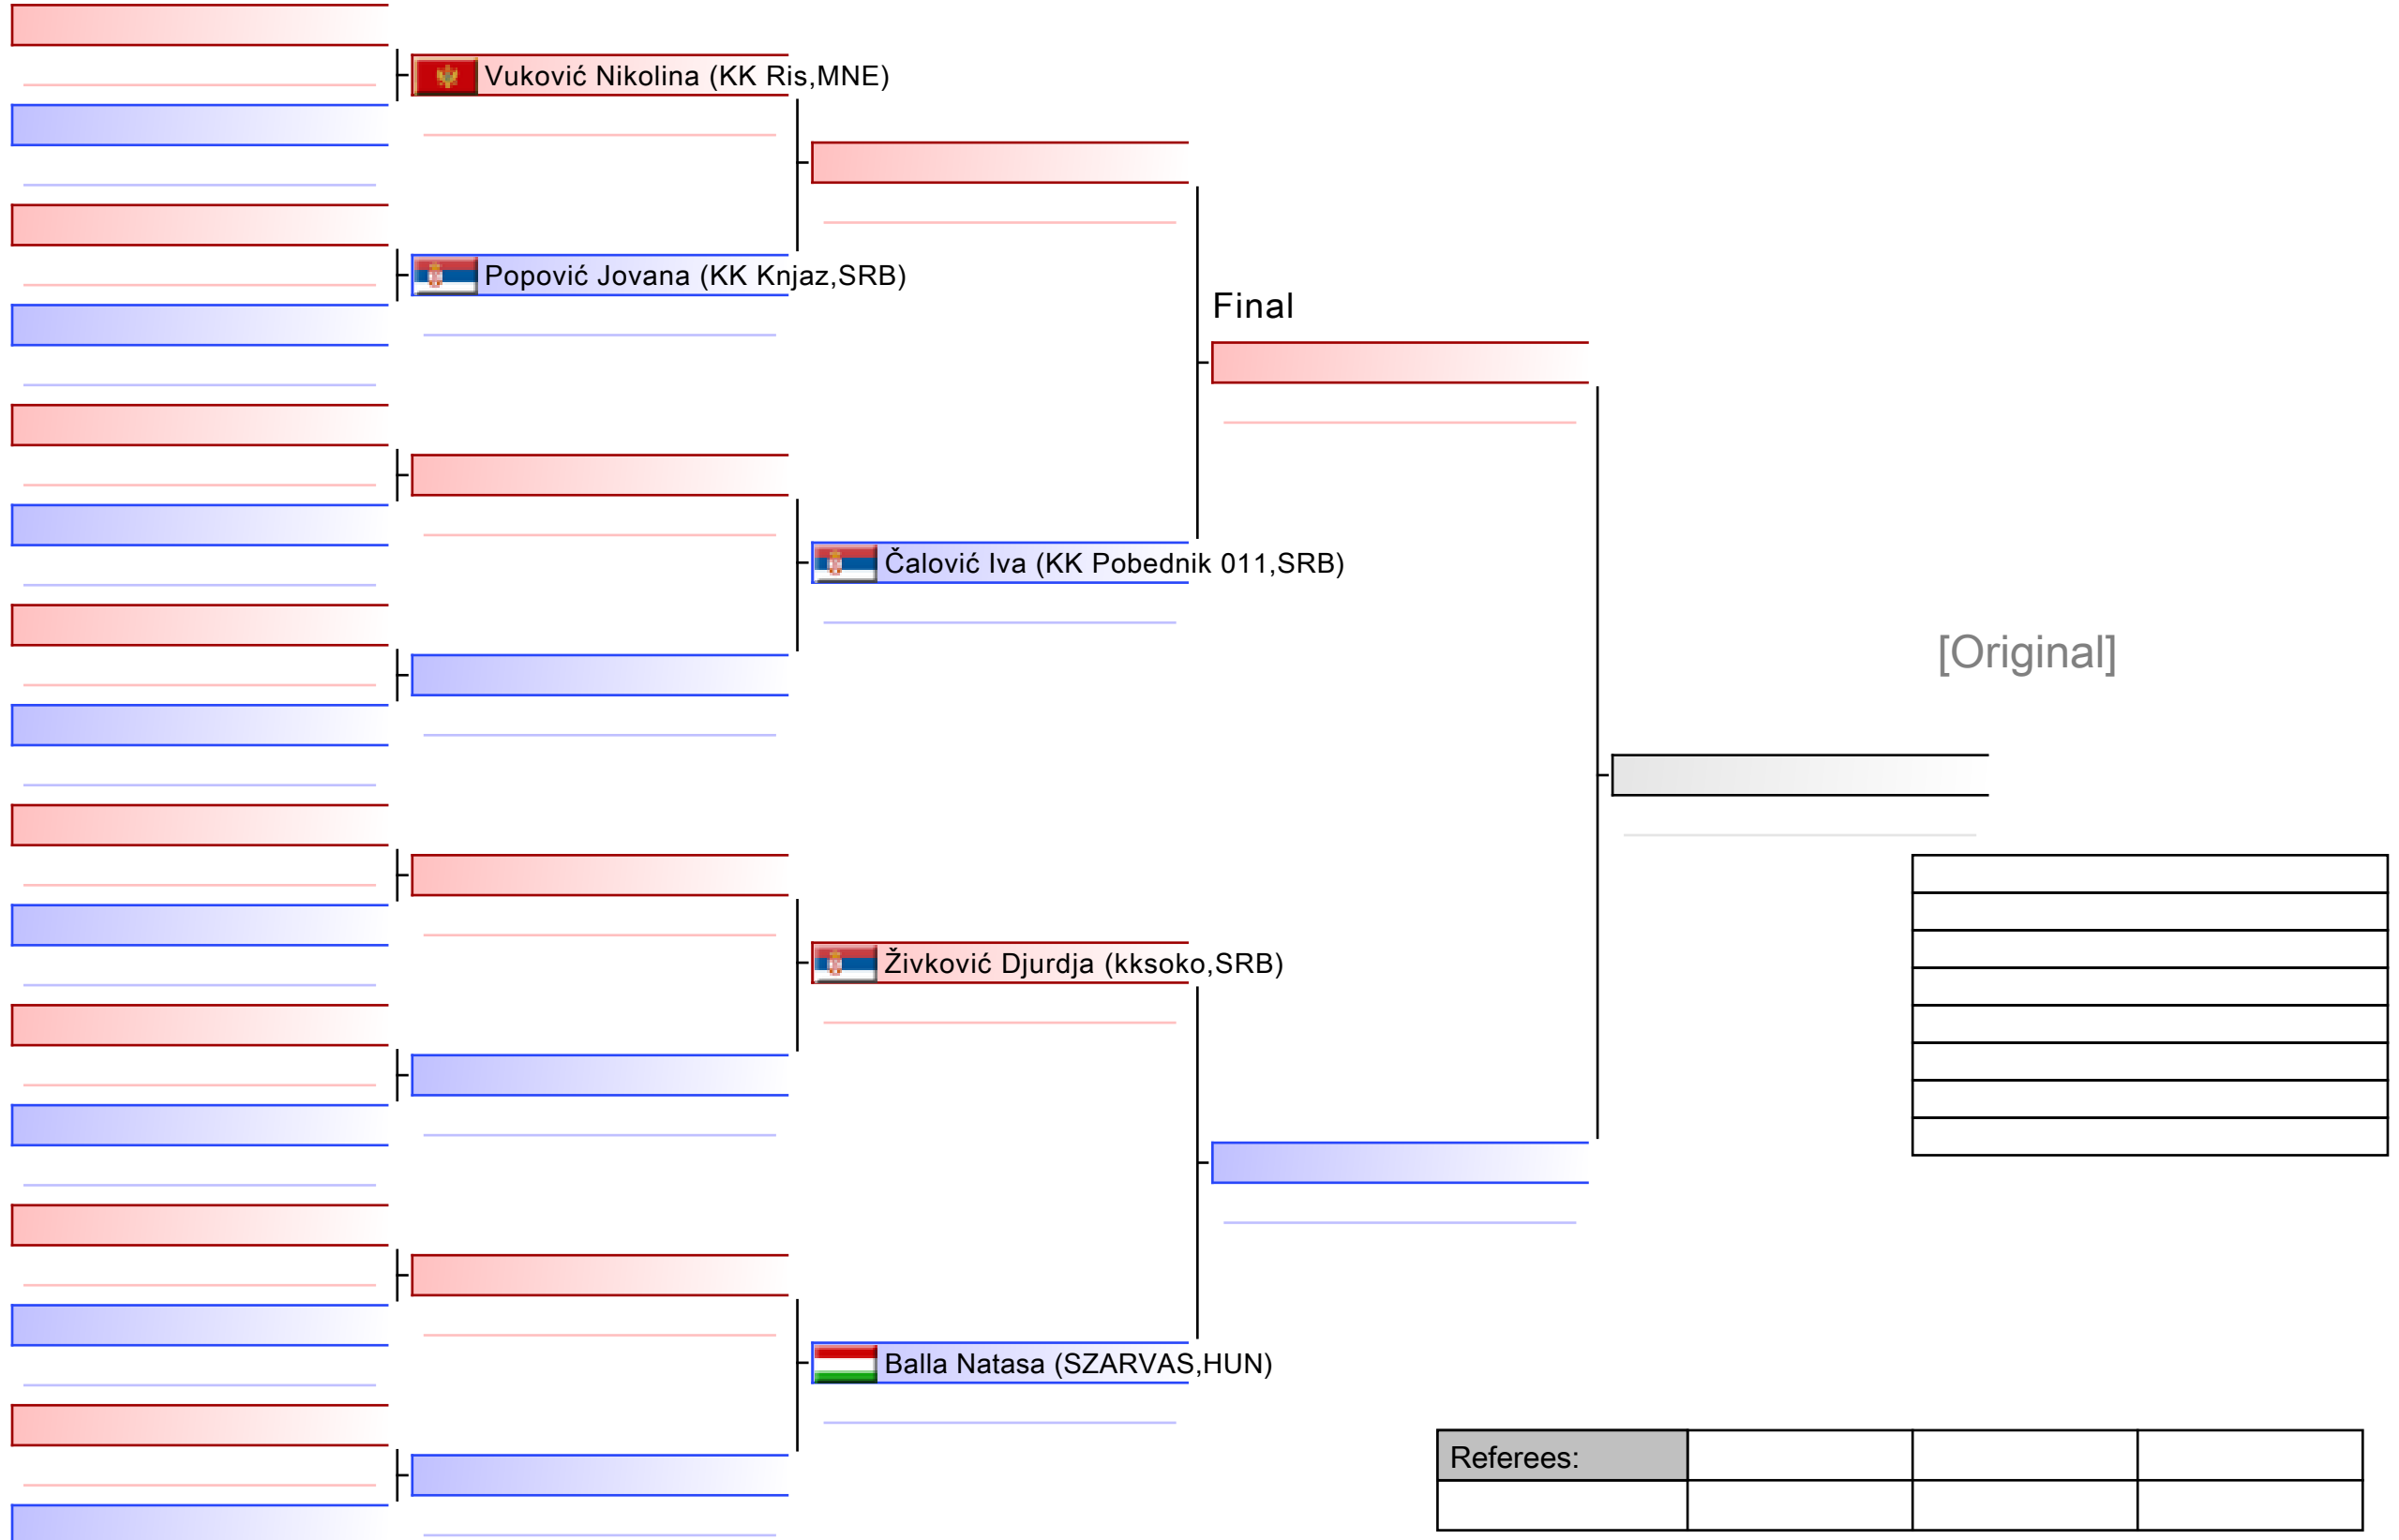 Vuković Nikolina (KK Ris,MNE)
Popović Jovana (KK Knjaz,SRB)
Final
Čalović Iva (KK Pobednik 011,SRB)
[Original]
Živković Djurdja (kksoko,SRB)
Balla Natasa (SZARVAS,HUN)
Referees: